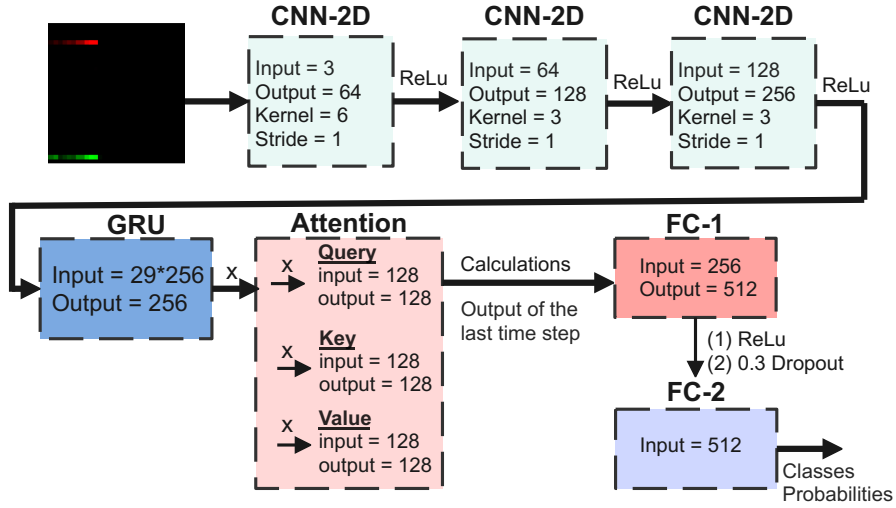 CNN-2D
Input = 3
Output = 64
Kernel = 6
Stride = 1
ReLu
CNN-2D
Input = 64
Output = 128
Kernel = 3
Stride = 1
ReLu
CNN-2D
Input = 128
Output = 256
Kernel = 3
Stride = 1
ReLu
GRU
Input = 29*256
Output = 256
x
Attention
x
Query
input = 128
output = 128
x
Key
input = 128
output = 128
x
Value
input = 128
output = 128
Calculations
Output of the
last time step
FC-1
Input = 256
Output = 512
(1) ReLu
(2) 0.3 Dropout
FC-2
Input = 512
Classes
Probabilities